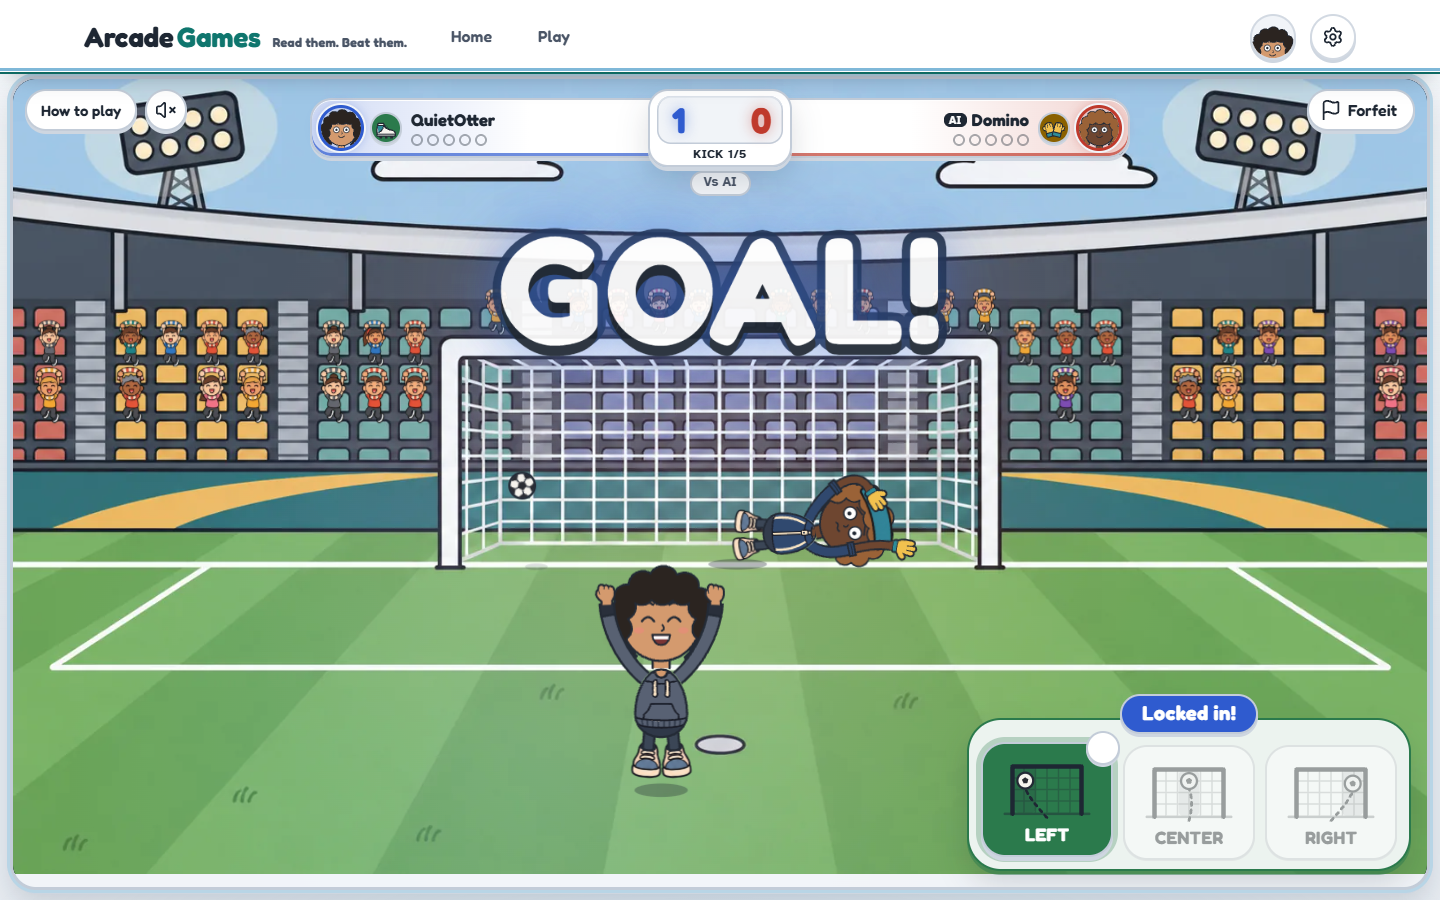 Arcade Games Read them. Beat them. Home Play
How to play
QuietOtter
1 0
KICK 1/5
AI Domino
Forfeit
Vs AI
GOAL!
Locked in!
LEFT
CENTER
RIGHT